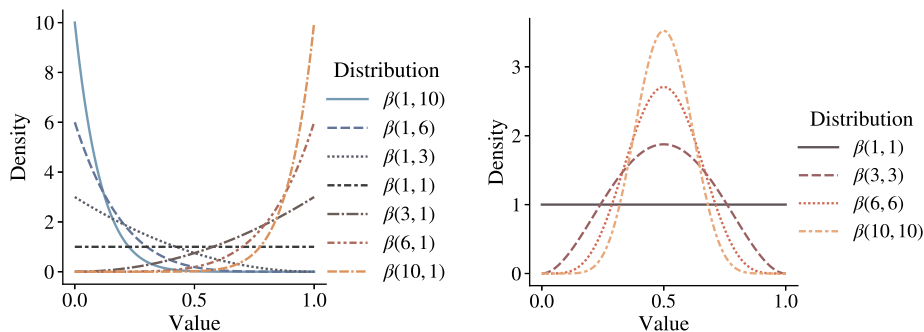 10
8
6
4
2
0
Density
0.0
0.5
1.0
Value
Distribution
β(1, 10)
β(1, 6)
β(1, 3)
β(1, 1)
β(3, 1)
β(6, 1)
β(10, 1)
3
2
1
0
Density
0.0
0.5
1.0
Value
Distribution
β(1, 1)
β(3, 3)
β(6, 6)
β(10, 10)